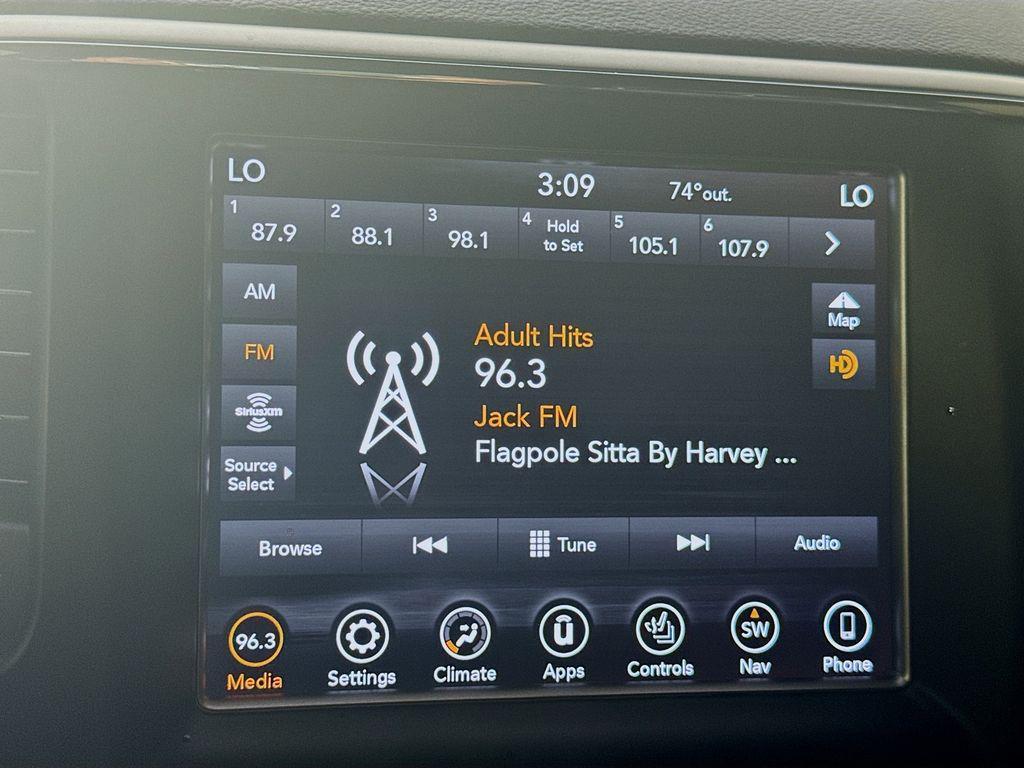 LO 3:09 74°out. LO
1 87.9 2 88.1 3 98.1 4 Hold to Set 5 105.1 6 107.9
AM
FM
SiriusXM
Source
Select
Map
HD
Adult Hits
96.3
Jack FM
Flagpole Sitta By Harvey ...
Browse Tune Audio
96.3 SW
Media Settings Climate Apps Controls Nav Phone